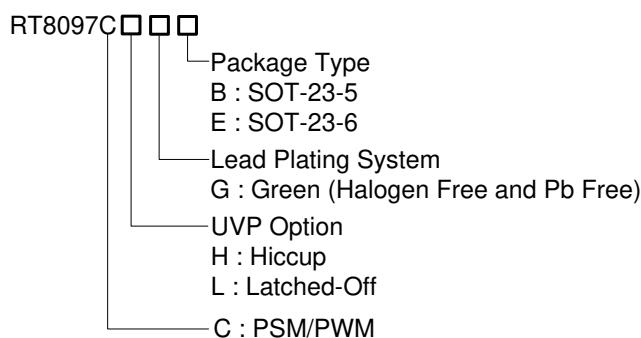 RT8097C□□□
Package Type
B : SOT-23-5
E : SOT-23-6
Lead Plating System
G : Green (Halogen Free and Pb Free)
UVP Option
H : Hiccup
L : Latched-Off
C : PSM/PWM